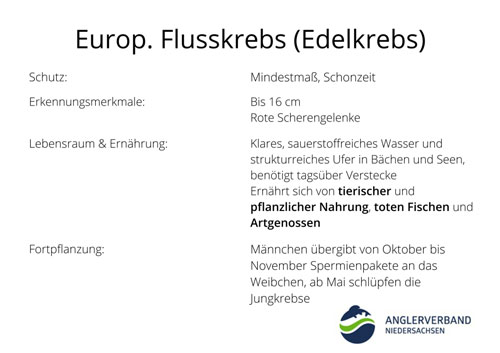 Europ. Flusskrebs (Edelkrebs)
Schutz:
Mindestmaß, Schonzeit
Erkennungsmerkmale:
Bis 16 cm
Rote Scherengelenke
Lebensraum & Ernährung:
Klares, sauerstoffreiches Wasser und
strukturreiches Ufer in Bächen und Seen,
benötigt tagsüber Verstecke
Ernährt sich von tierischer und
pflanzlicher Nahrung, toten Fischen und
Artgenossen
Fortpflanzung:
Männchen übergibt von Oktober bis
November Spermienpakete an das
Weibchen, ab Mai schlüpfen die
Jungkrebse
ANGLERVERBAND
NIEDERSACHSEN